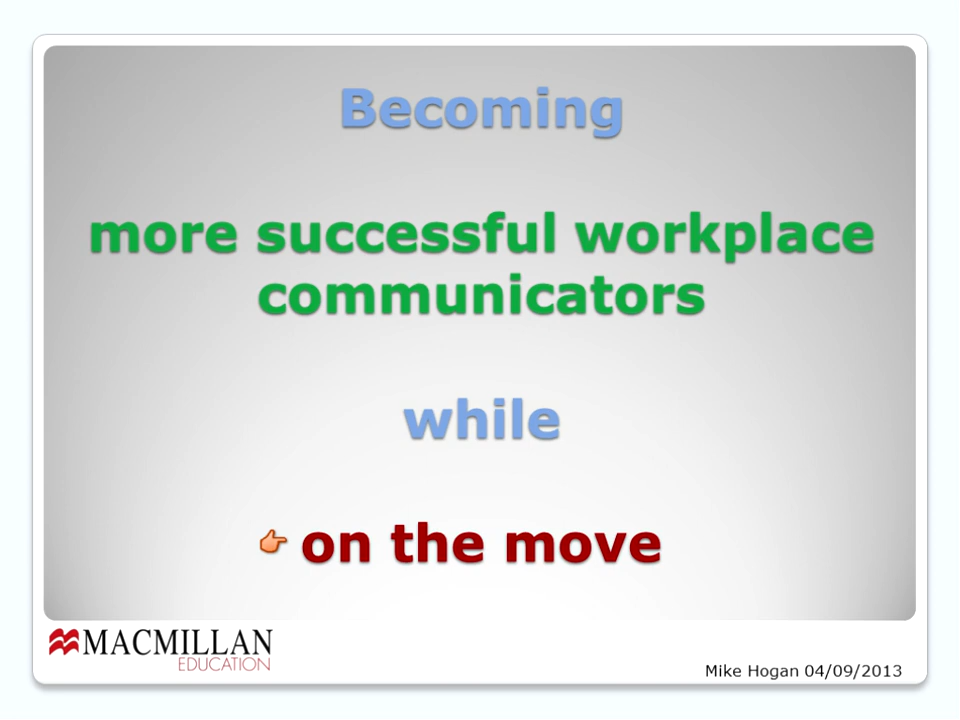 Becoming
more successful workplace
communicators
while
on the move
MACMILLAN
EDUCATION
Mike Hogan 04/09/2013